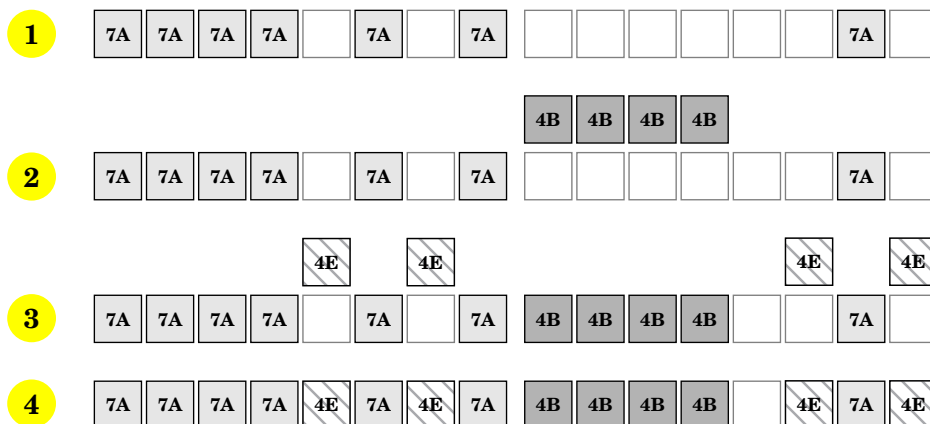 1 7A 7A 7A 7A 7A 7A 7A
4B 4B 4B 4B
2 7A 7A 7A 7A 7A 7A 7A
4E 4E 4E 4E
3 7A 7A 7A 7A 7A 7A 4B 4B 4B 4B 7A
4 7A 7A 7A 7A 4E 7A 4E 7A 4B 4B 4B 4B 4E 7A 4E